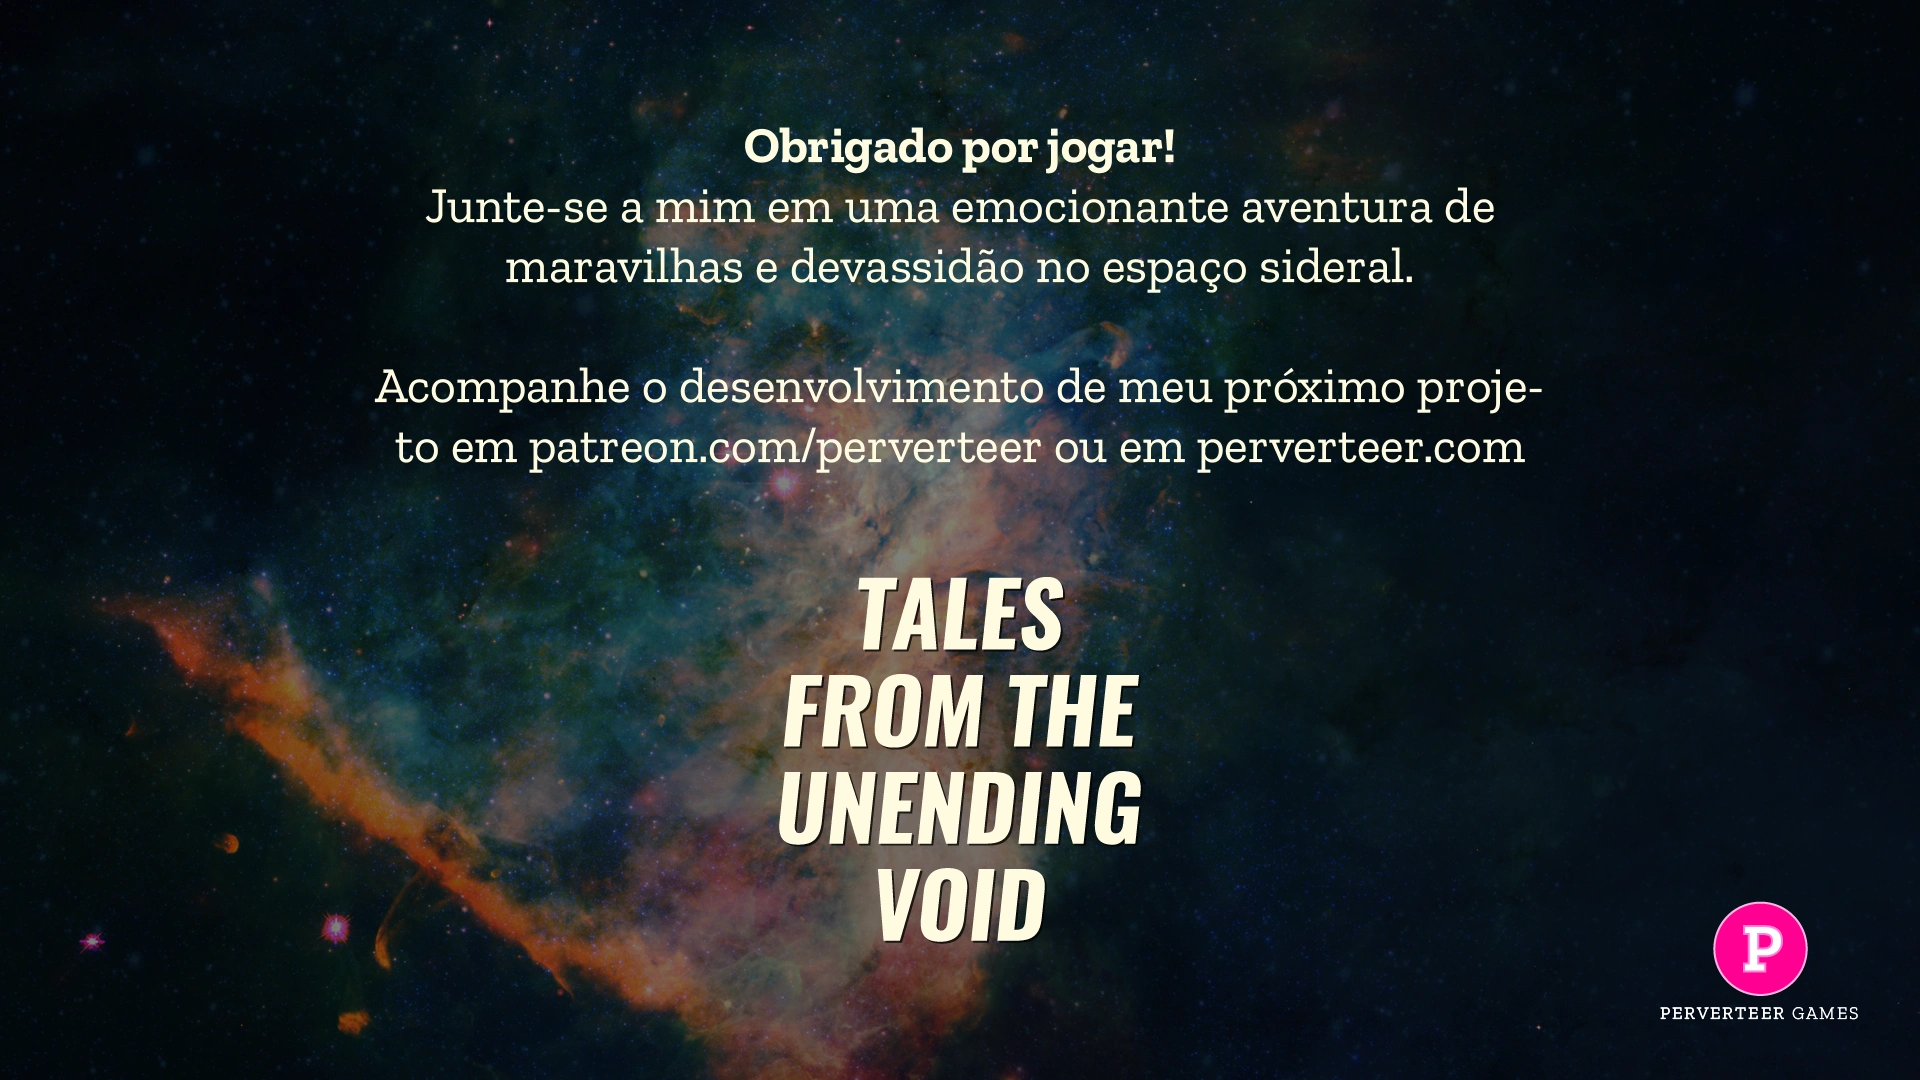 Obrigado por jogar!
Junte-se a mim em uma emocionante aventura de
maravilhas e devassidão no espaço sideral.
Acompanhe o desenvolvimento de meu próximo proje-
to em patreon.com/perverteer ou em perverteer.com
TALES
FROM THE
UNENDING
VOID
P
PERVERTEER GAMES